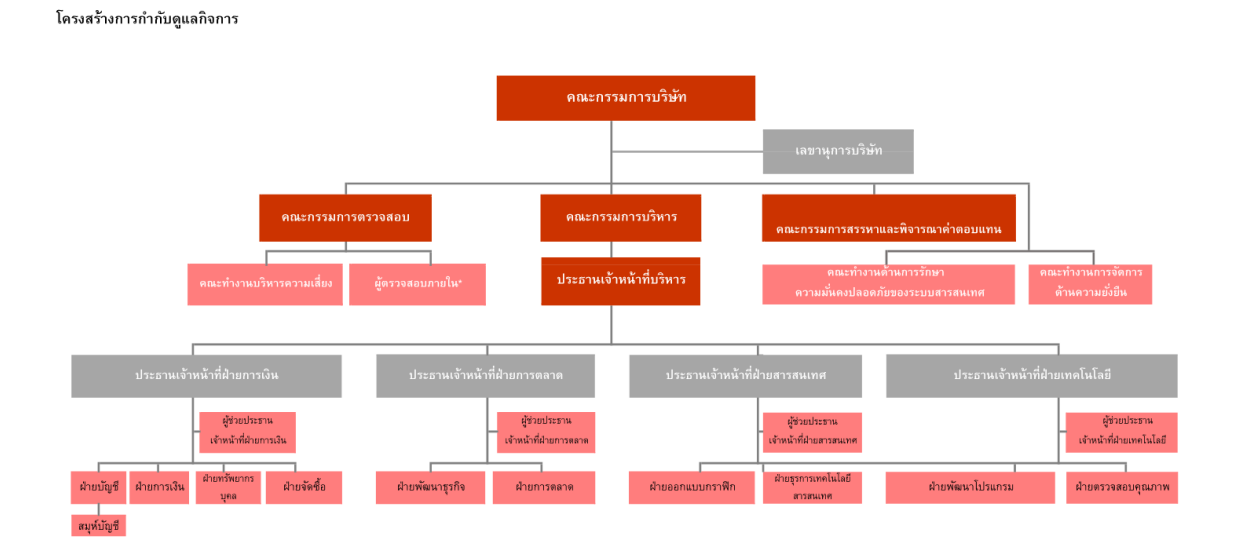 โครงสร้างการกำกับดูแลกิจการ
คณะกรรมการบริษัท
เลขานุการบริษัท
คณะกรรมการตรวจสอบ
คณะกรรมการบริหาร
คณะกรรมการสรรหาและพิจารณาค่าตอบแทน
คณะทำงานบริหารความเสี่ยง
ผู้ตรวจสอบภายใน*
ประธานเจ้าหน้าที่บริหาร
คณะทำงานด้านการรักษา
ความมั่นคงปลอดภัยของระบบสารสนเทศ
คณะทำงานการจัดการ
ด้านความยั่งยืน
ประธานเจ้าหน้าที่ฝ่ายการเงิน
ประธานเจ้าหน้าที่ฝ่ายการตลาด
ประธานเจ้าหน้าที่ฝ่ายสารสนเทศ
ประธานเจ้าหน้าที่ฝ่ายเทคโนโลยี
ผู้ช่วยประธาน
เจ้าหน้าที่ฝ่ายการเงิน
ผู้ช่วยประธาน
เจ้าหน้าที่ฝ่ายการตลาด
ผู้ช่วยประธาน
เจ้าหน้าที่ฝ่ายสารสนเทศ
ผู้ช่วยประธาน
เจ้าหน้าที่ฝ่ายเทคโนโลยี
ฝ่ายบัญชี
ฝ่ายการเงิน
ฝ่ายทรัพยากร
บุคล
ฝ่ายจัดซื้อ
ฝ่ายพัฒนาธุรกิจ
ฝ่ายการตลาด
ฝ่ายออกแบบกราฟิก
ฝ่ายธุรการเทคโนโลยี
สารสนเทศ
ฝ่ายพัฒนาโปรแกรม
ฝ่ายตรวจสอบคุณภาพ
สมุห์บัญชี